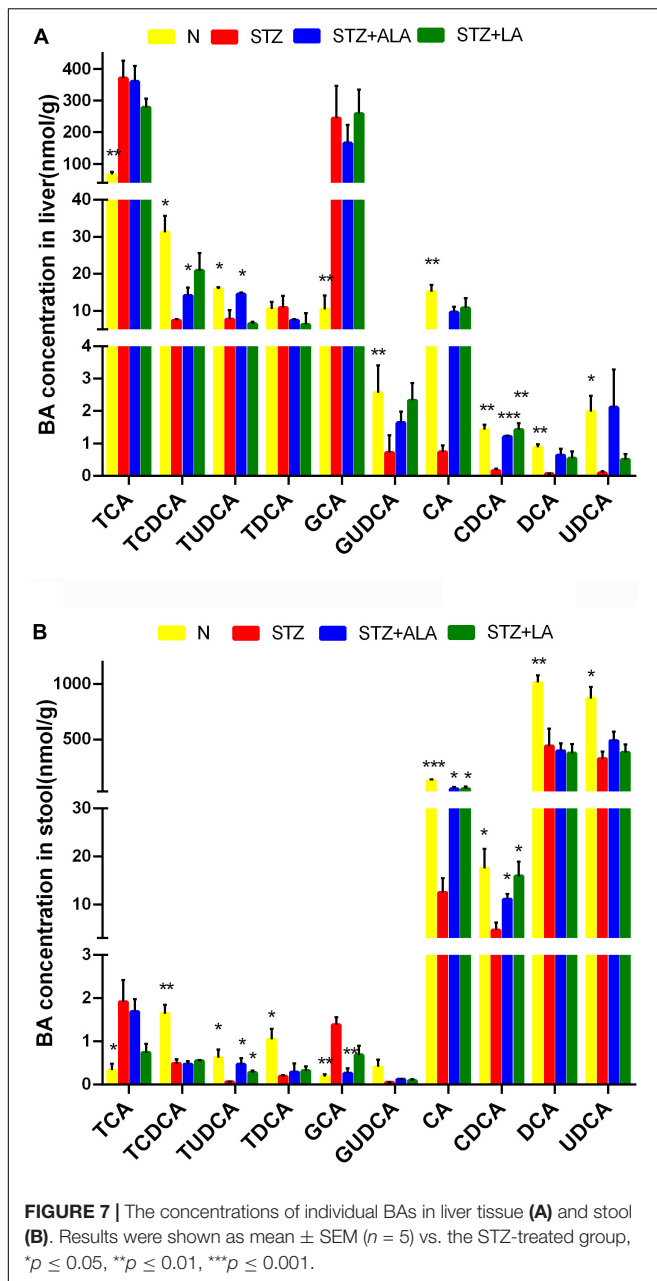 A
N STZ STZ+ALA STZ+LA
BA concentration in liver(nmol/g)
400
300
200
100
40
30
20
10
4
3
2
1
0
** * * * * ** ** ** ** *** ** ** *
TCA TCDCA TUDCA TDCA GCA GUDCA CA CDCA DCA UDCA
B
N STZ STZ+ALA STZ+LA
BA concentration in stool(nmol/g)
1000
500
30
20
10
3
2
1
0
* ** * * * * ** ** *** * * * * * ** *
TCA TCDCA TUDCA TDCA GCA GUDCA CA CDCA DCA UDCA
FIGURE 7 | The concentrations of individual BAs in liver tissue (A) and stool
(B). Results were shown as mean ± SEM (n = 5) vs. the STZ-treated group,
*p ≤ 0.05, **p ≤ 0.01, ***p ≤ 0.001.